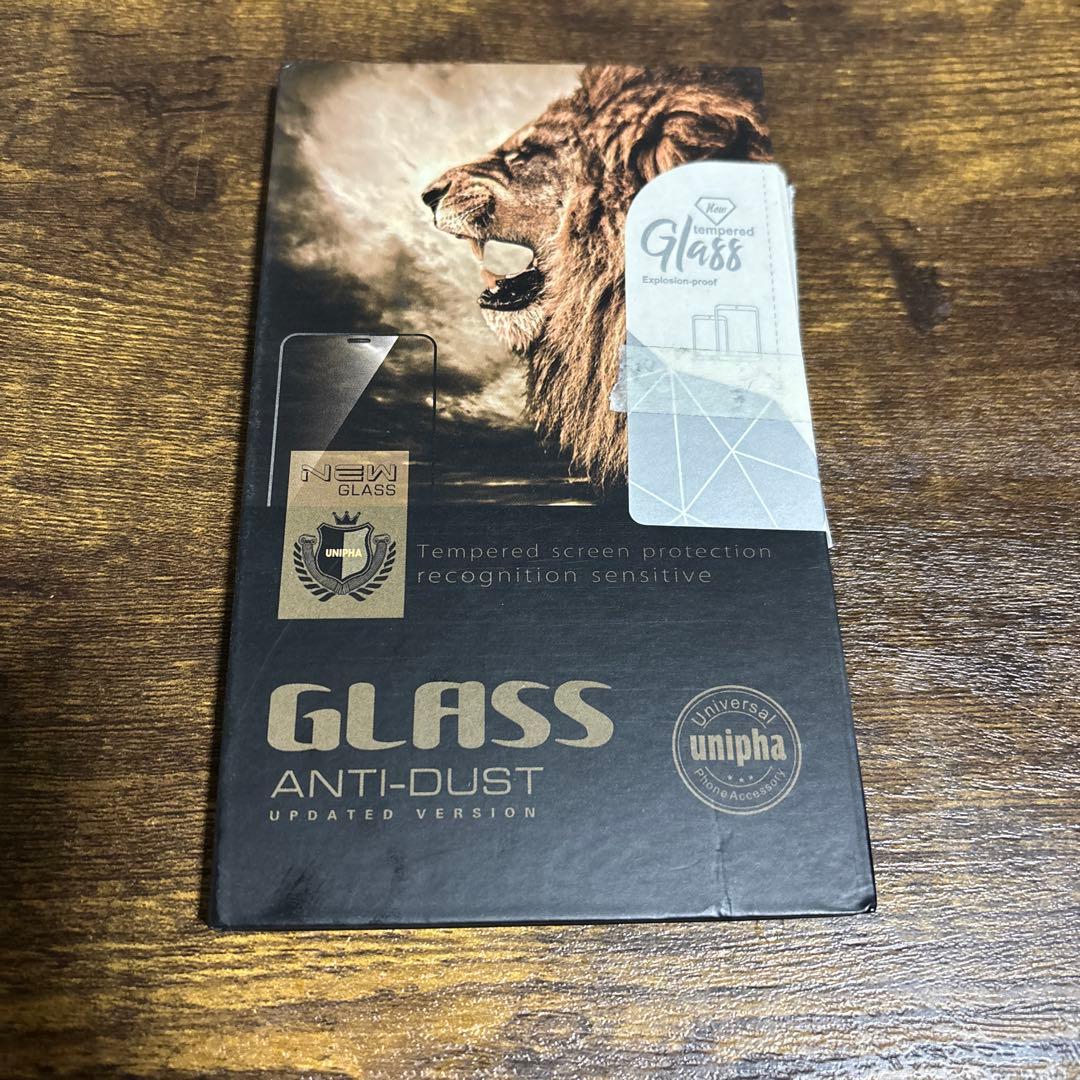 New
tempered
Glass
Explosion-proof
NEW
GLASS
UNIPHA
Tempered screen protection
recognition sensitive
GLASS
ANTI-DUST
UPDATED VERSION
Universal
unipha
Phone Accessory